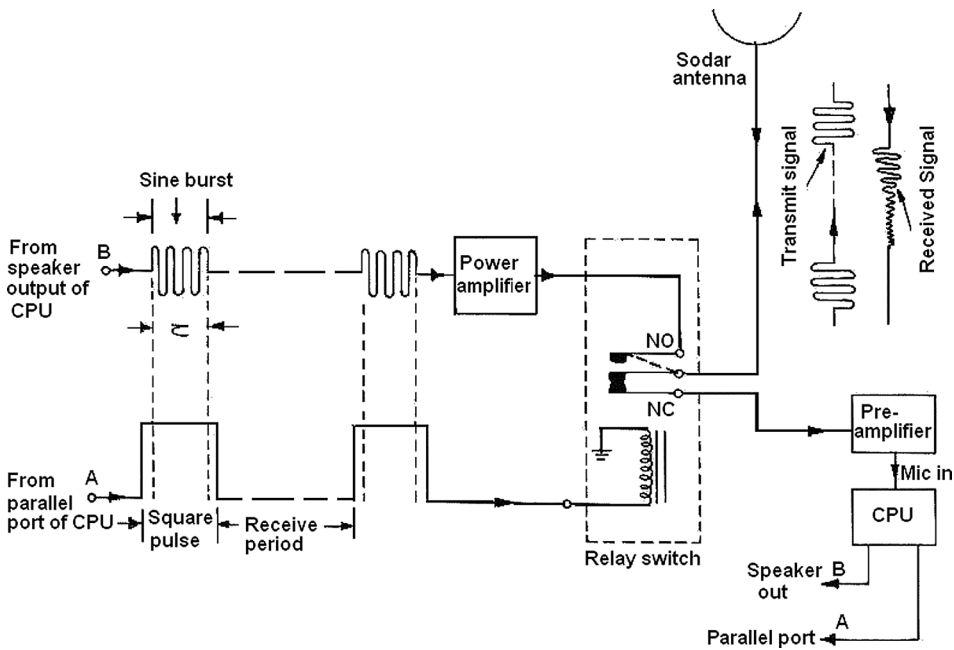 Sodar
antenna
Transmit signal
Received Signal
Sine burst
From
speaker
output of
CPU
B
Power
amplifier
τ
NO
NC
Pre-
amplifier
Mic in
CPU
From
parallel
port of CPU
A
Square
pulse
Receive
period
Relay switch
Speaker
out
B
Parallel port
A